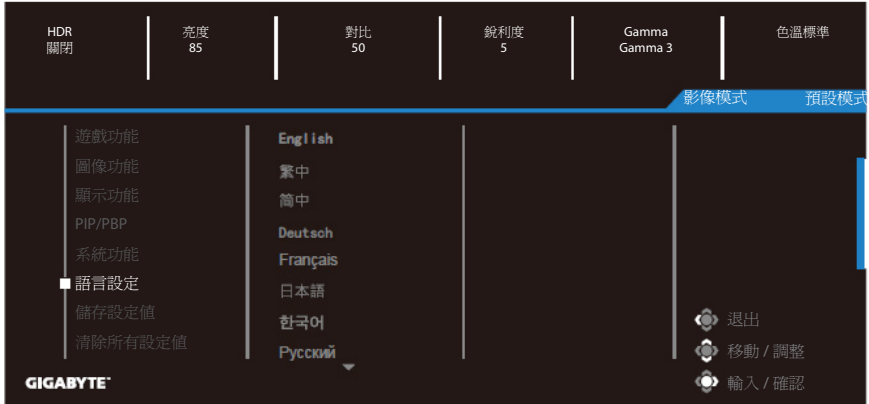 HDR
關閉
亮度
85
對比
50
銳利度
5
Gamma
Gamma 3
色溫標準
影像模式 預設模式
遊戲功能
圖像功能
顯示功能
PIP/PBP
系統功能
語言設定
儲存設定值
清除所有設定值
English
繁中
简中
Deutsch
Français
日本語
한국어
Русский
退出
移動 / 調整
輸入 / 確認
GIGABYTE™